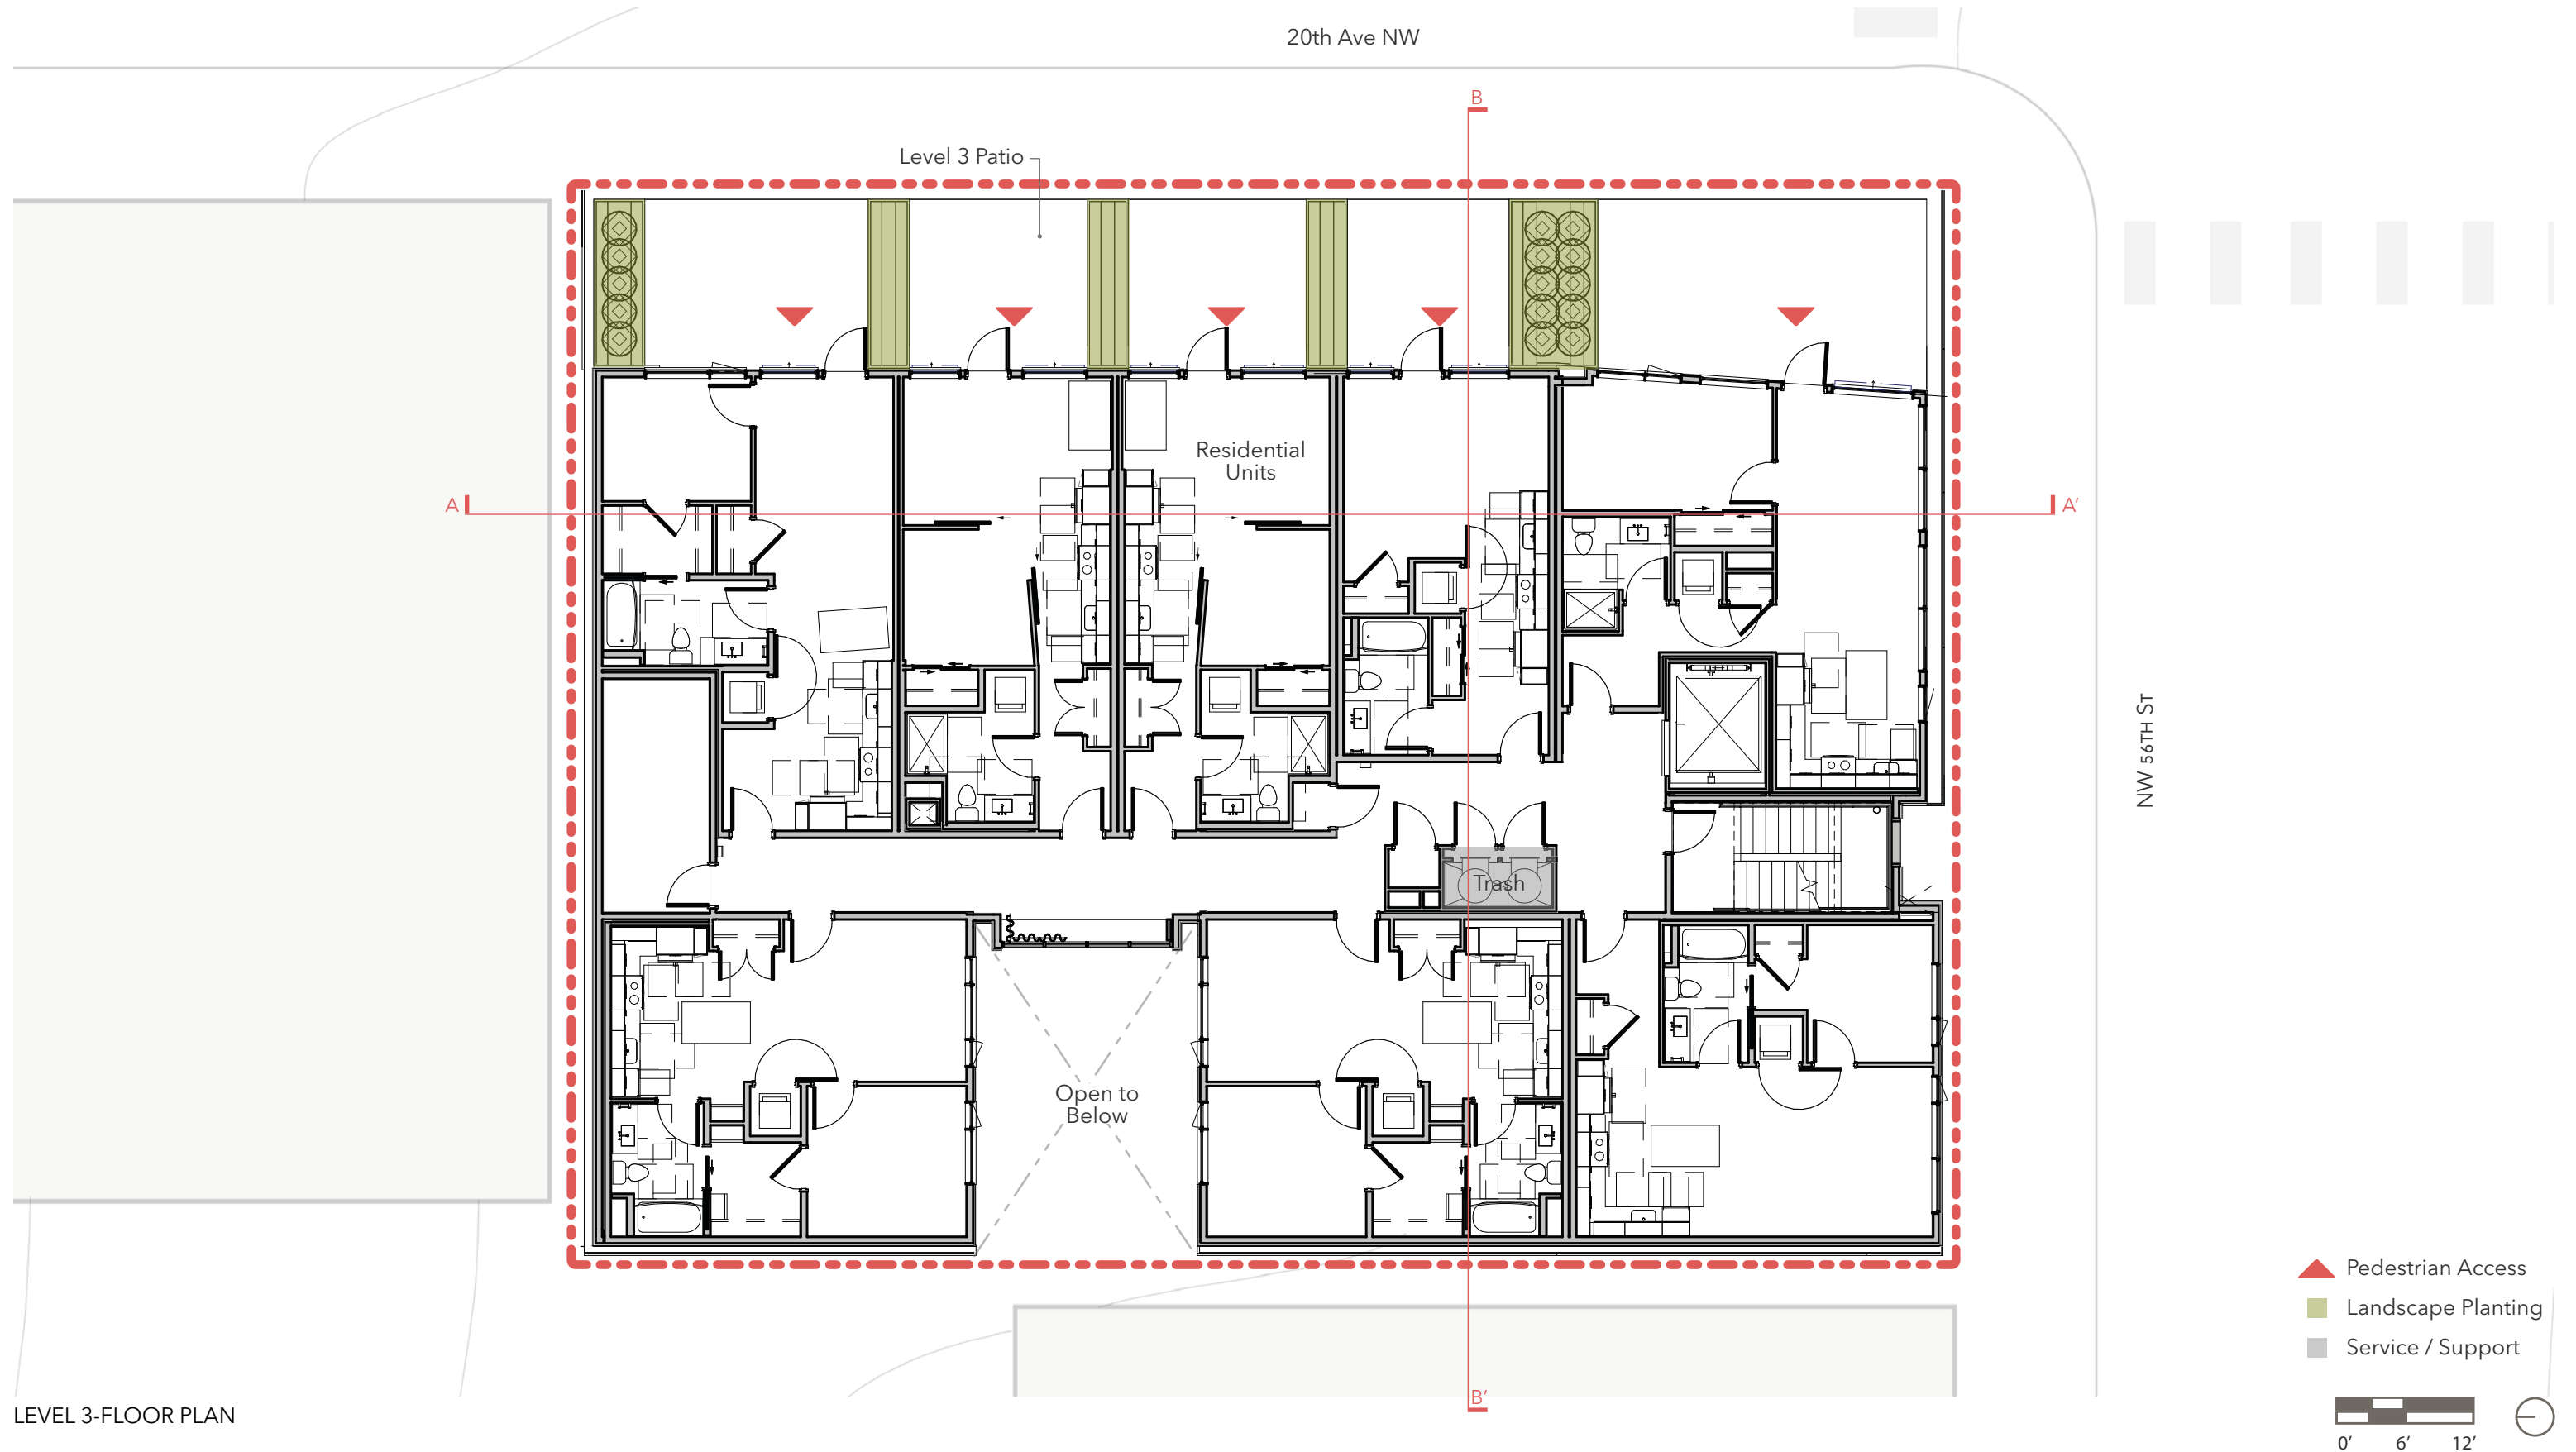 20th Ave NW
B
Level 3 Patio
Residential
Units
A
A’
NW 56TH ST
Trash
Open to
Below
Pedestrian Access
Landscape Planting
Service / Support
B’
LEVEL 3-FLOOR PLAN
0’ 6’ 12’